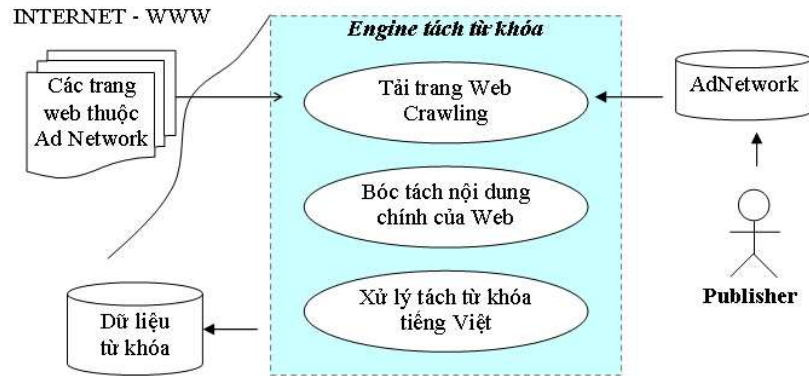 INTERNET - WWW
Các trang
web thuộc
Ad Network
Engine tách từ khóa
Tải trang Web
Crawling
Bóc tách nội dung
chính của Web
Xử lý tách từ khóa
tiếng Việt
AdNetwork
Publisher
Dữ liệu
từ khóa